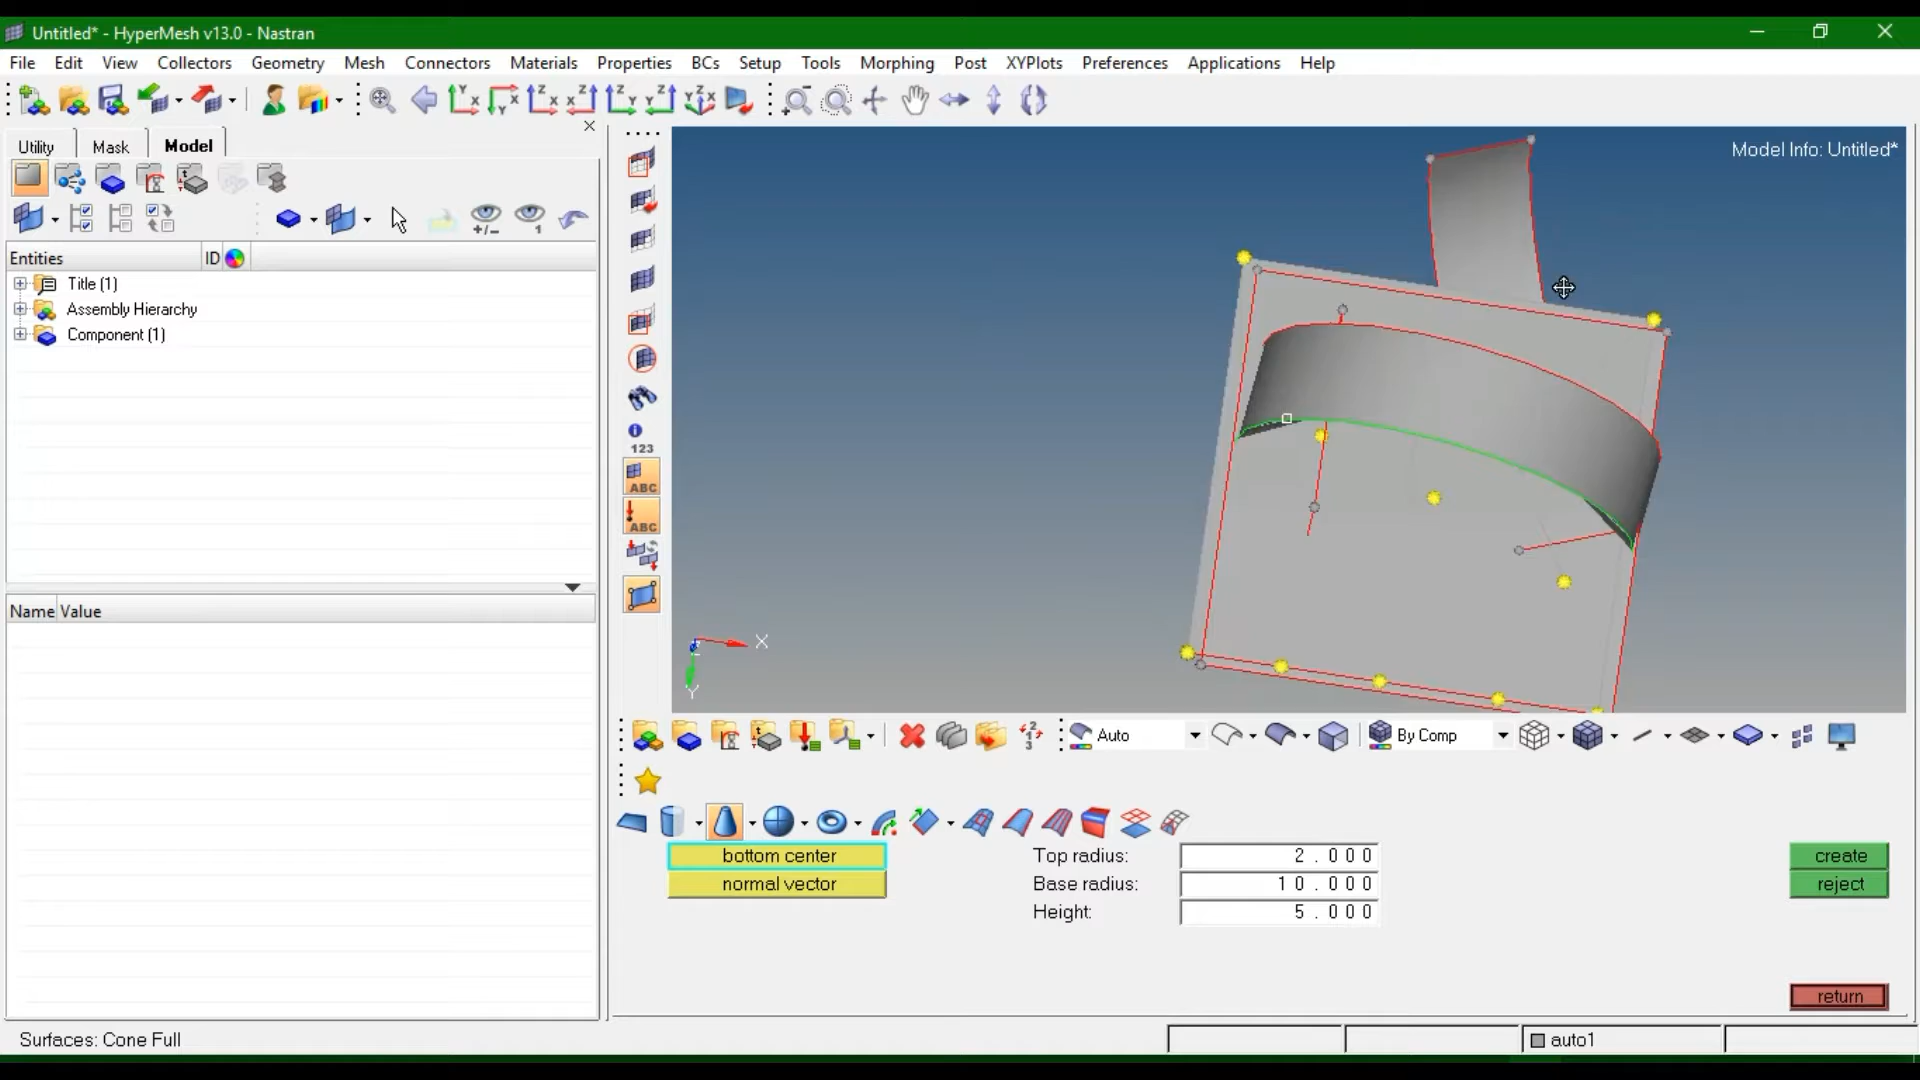 Untitled* - HyperMesh v13.0 - Nastran
File Edit View Collectors Geometry Mesh Connectors Materials Properties BCs Setup Tools Morphing Post XYPlots Preferences Applications Help
Utility Mask Model
Entities ID
Title (1)
Assembly Hierarchy
Component (1)
Name Value
Model Info: Untitled*
123
ABC
ABC
X
Y
Auto By Comp
bottom center
normal vector
Top radius: 2.000
Base radius: 10.000
Height: 5.000
create
reject
return
Surfaces: Cone Full
auto1